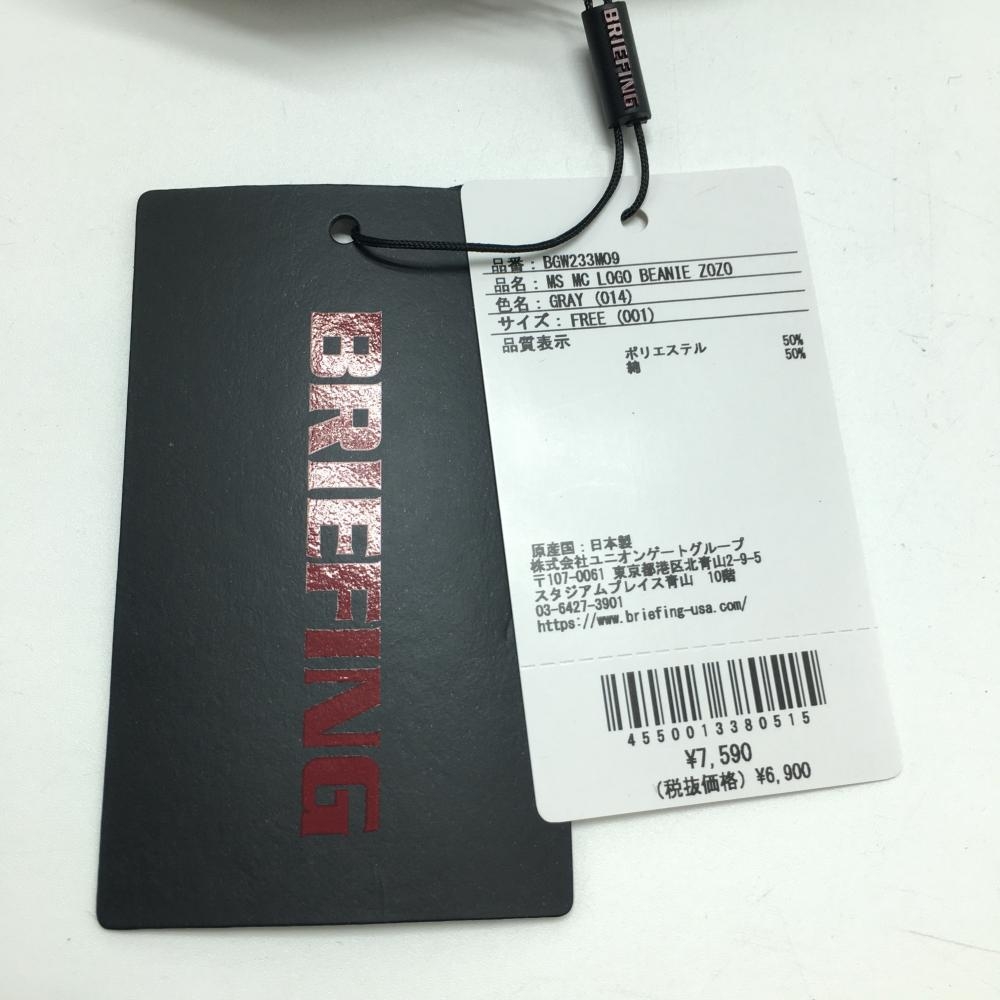 BRIEFING
BRIEFING
品番：BGW233M09
品名：MS MC LOGO BEANIE ZOZO
色名：GRAY (014)
サイズ：FREE (001)
品質表示
ポリエステル 50%
綿 50%
原産国：日本製
株式会社ユニオンゲートグループ
〒107-0061 東京都港区北青山2-9-5
スタジアムプレイス青山 10階
03-6427-3901
https://www.briefing-usa.com/
4550013380515
¥7,590
(税抜価格) ¥6,900